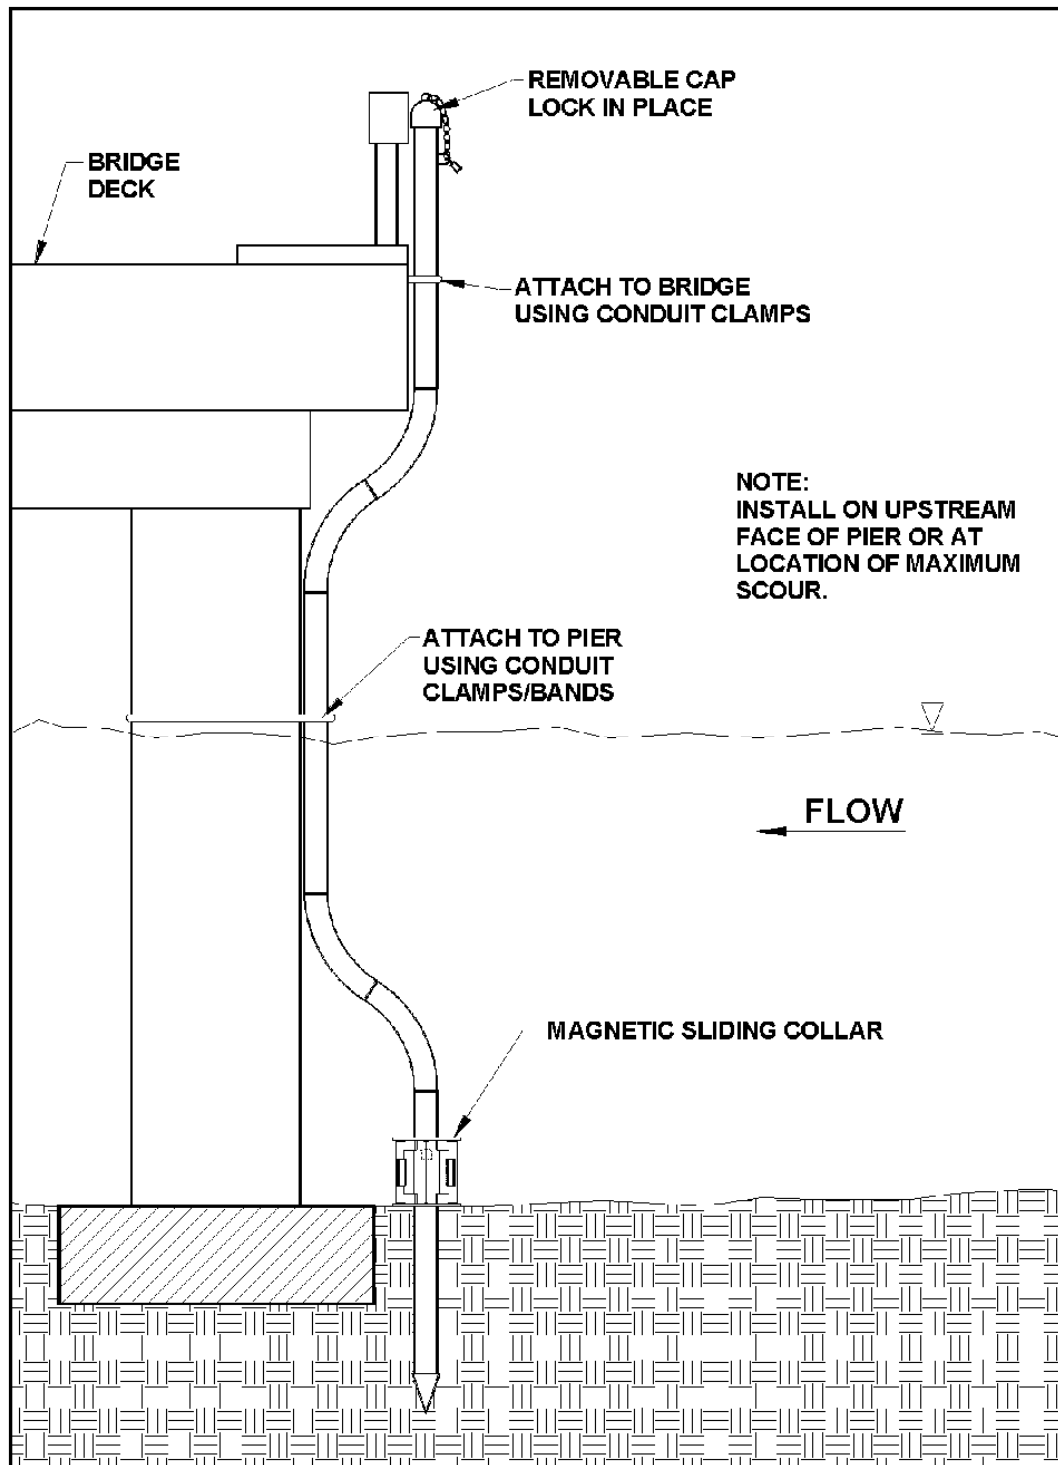 REMOVABLE CAP
LOCK IN PLACE
BRIDGE
DECK
ATTACH TO BRIDGE
USING CONDUIT CLAMPS
NOTE:
INSTALL ON UPSTREAM
FACE OF PIER OR AT
LOCATION OF MAXIMUM
SCOUR.
ATTACH TO PIER
USING CONDUIT
CLAMPS/BANDS
FLOW
MAGNETIC SLIDING COLLAR